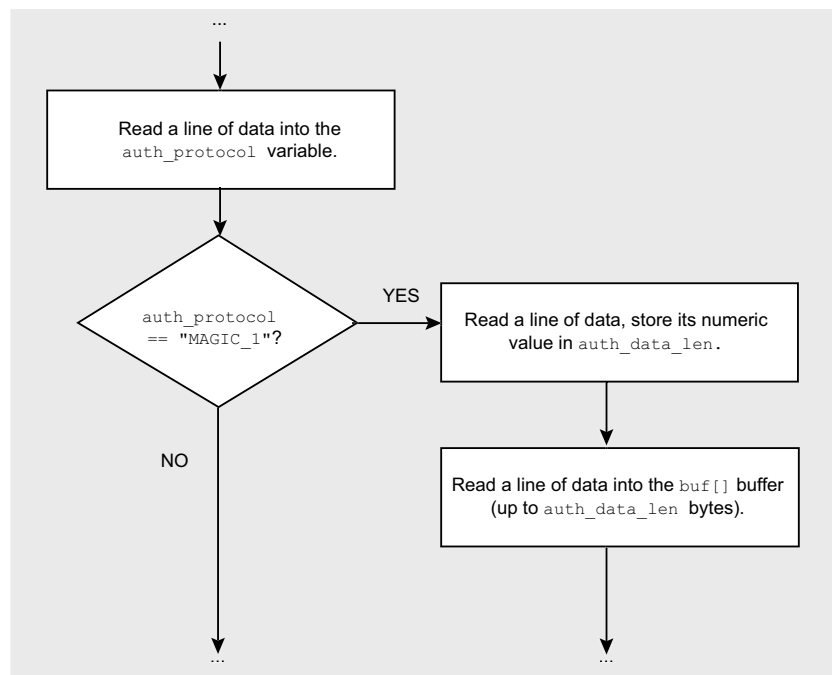 ...
Read a line of data into the
auth_protocol variable.
auth_protocol
== "MAGIC_1"?
YES
Read a line of data, store its numeric
value in auth_data_len.
NO
Read a line of data into the buf[] buffer
(up to auth_data_len bytes).
...
...